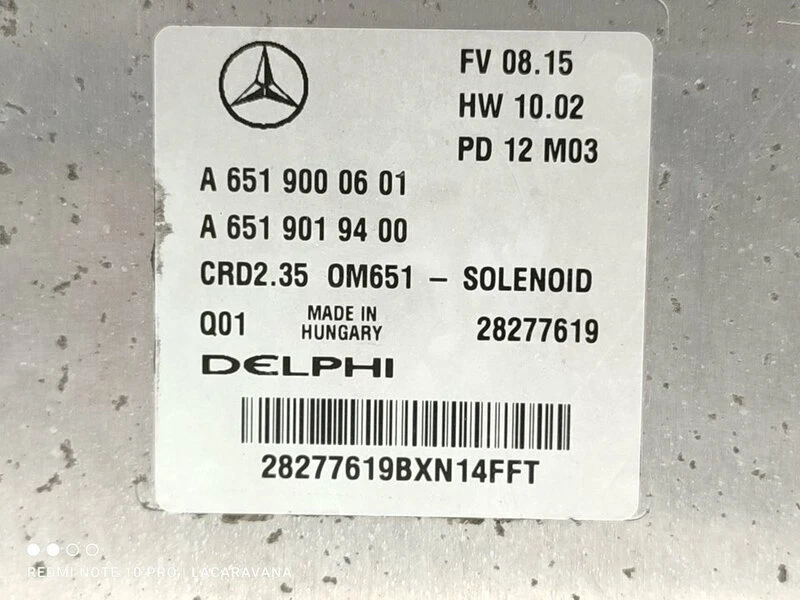 FV 08.15
HW 10.02
PD 12 M03
A 651 900 06 01
A 651 901 94 00
CRD2.35 OM651 – SOLENOID
Q01 MADE IN HUNGARY 28277619
DELPHI
28277619BXN14FFT
REDMI NOTE 10 PRO | LACARAVANA